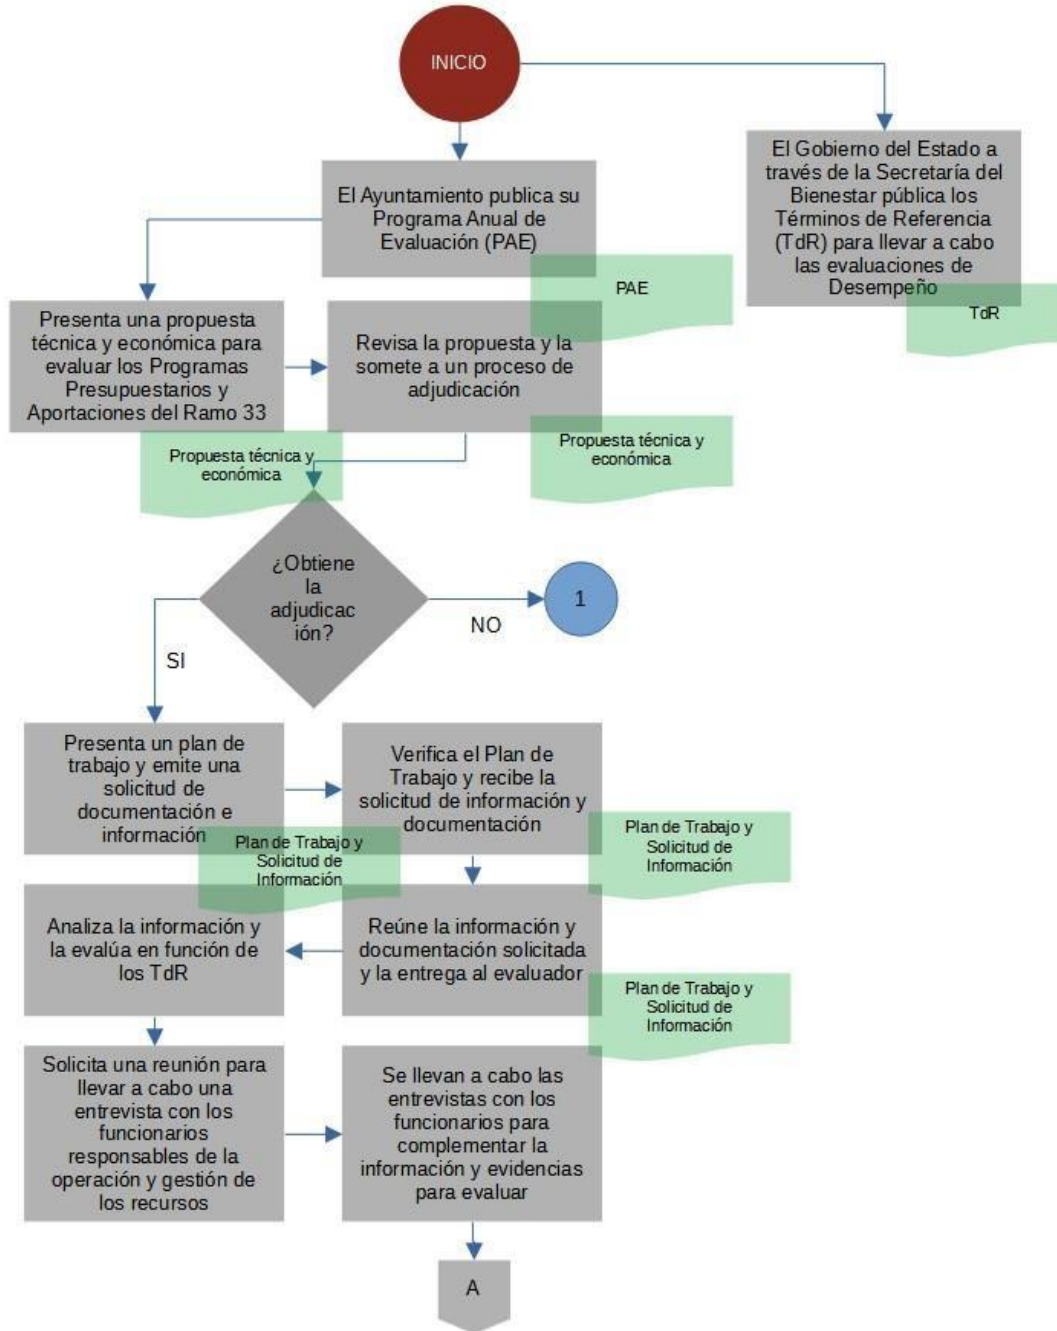 INICIO
El Ayuntamiento publica su
Programa Anual de
Evaluación (PAE)
El Gobierno del Estado a
través de la Secretaría del
Bienestar pública los
Términos de Referencia
(TdR) para llevar a cabo
las evaluaciones de
Desempeño
PAE
TdR
Presenta una propuesta
técnica y económica para
evaluar los Programas
Presupuestarios y
Aportaciones del Ramo 33
Revisa la propuesta y la
somete a un proceso de
adjudicación
Propuesta técnica y
económica
Propuesta técnica y
económica
¿Obtiene
la
adjudicac
ión?
NO
1
SI
Presenta un plan de
trabajo y emite una
solicitud de
documentación e
información
Verifica el Plan de
Trabajo y recibe la
solicitud de información y
documentación
Plan de Trabajo y
Solicitud de
Información
Plan de Trabajo y
Solicitud de
Información
Analiza la información y
la evalúa en función de
los TdR
Reúne la información y
documentación solicitada
y la entrega al evaluador
Plan de Trabajo y
Solicitud de
Información
Solicita una reunión para
llevar a cabo una
entrevista con los
funcionarios
responsables de la
operación y gestión de
los recursos
Se llevan a cabo las
entrevistas con los
funcionarios para
complementar la
información y evidencias
para evaluar
A